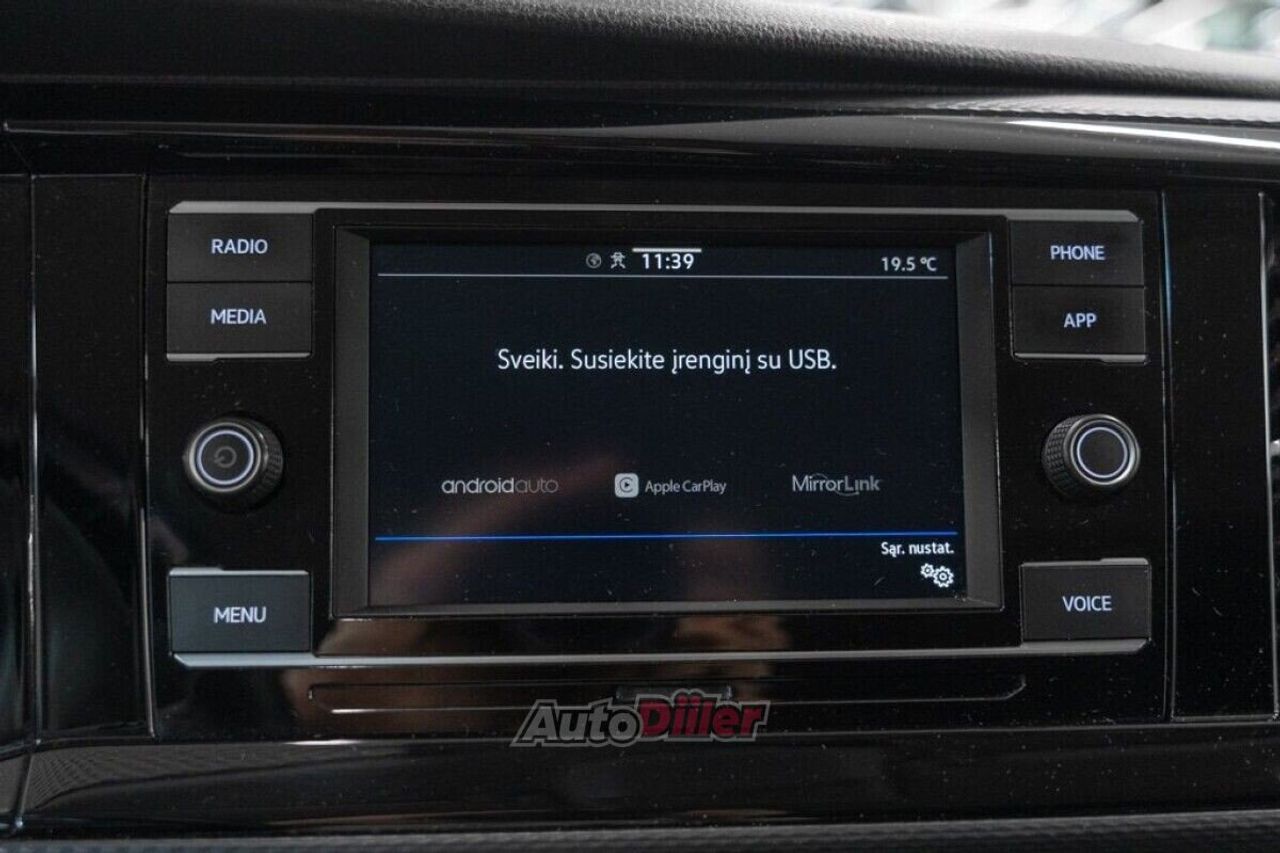 RADIO
MEDIA
MENU
11:39
19.5 °C
Sveiki. Susiekite įrenginį su USB.
androidauto
Apple CarPlay
MirrorLink
Sąr. nustat.
PHONE
APP
VOICE
AutoDiiler